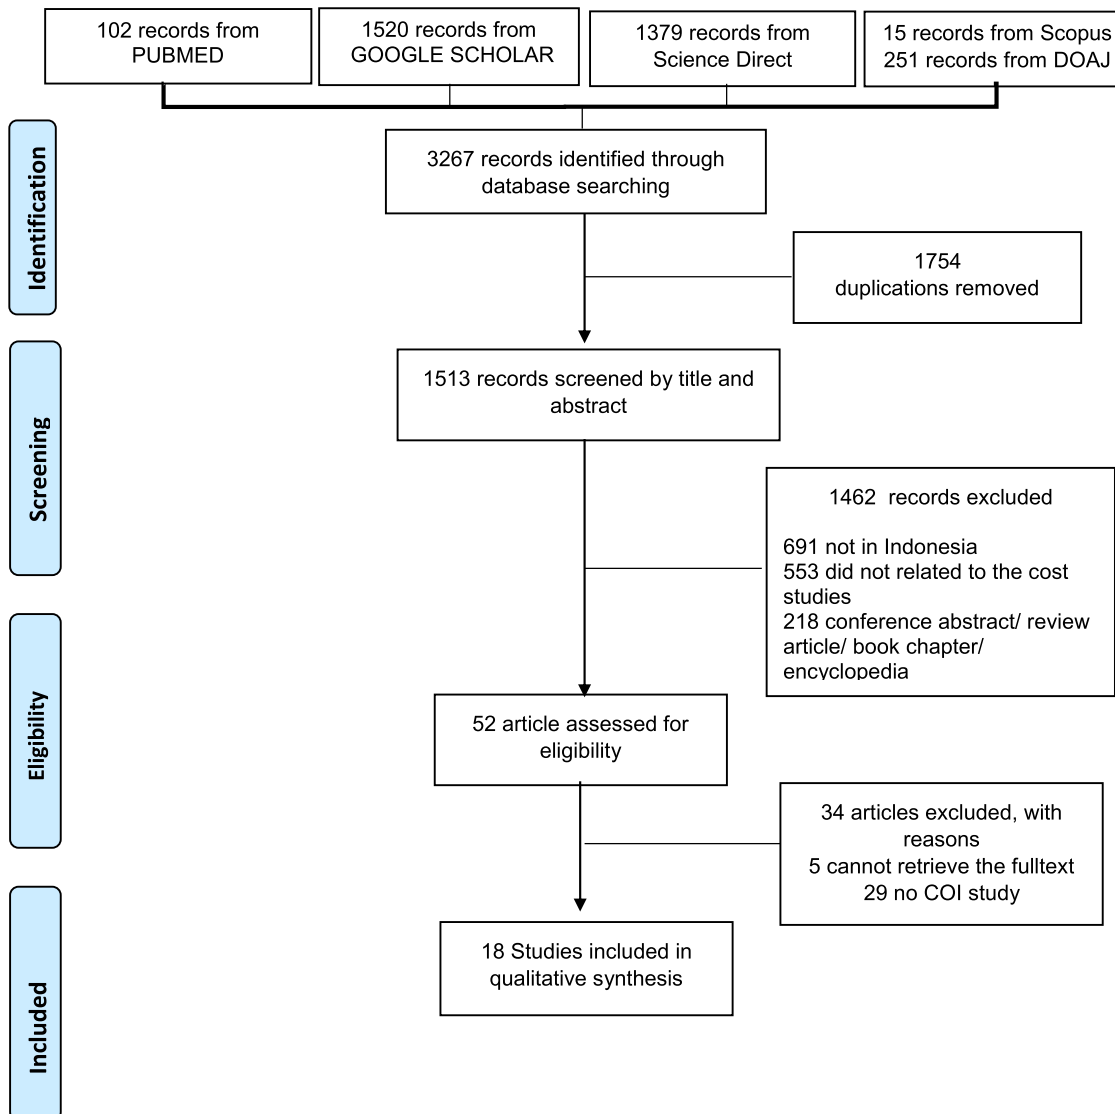 102 records from
PUBMED
1520 records from
GOOGLE SCHOLAR
1379 records from
Science Direct
15 records from Scopus
251 records from DOAJ
Identification
3267 records identified through
database searching
1754
duplications removed
Screening
1513 records screened by title and
abstract
1462 records excluded
691 not in Indonesia
553 did not related to the cost
studies
218 conference abstract/ review
article/ book chapter/
encyclopedia
Eligibility
52 article assessed for
eligibility
34 articles excluded, with
reasons
5 cannot retrieve the fulltext
29 no COI study
Included
18 Studies included in
qualitative synthesis